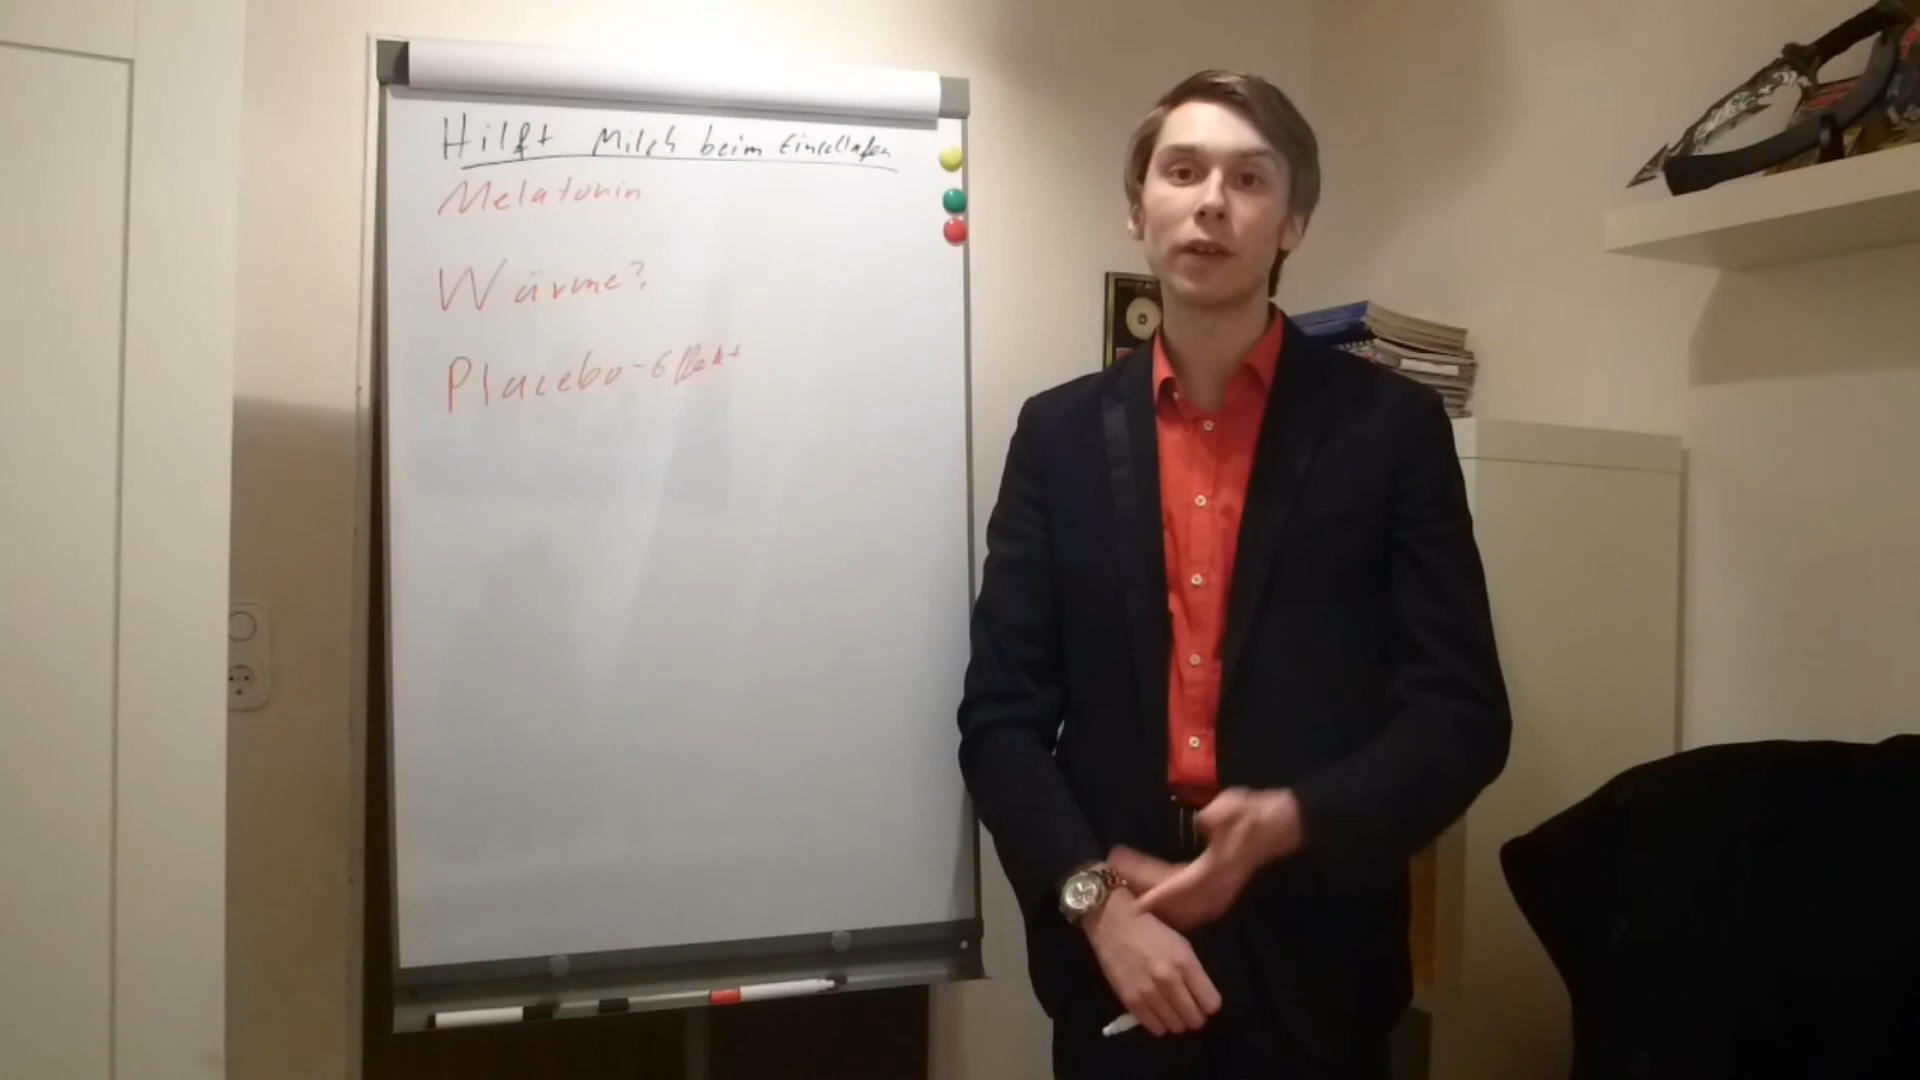 Hilft Milch beim Einschlafen
Melatonin
Wärme?
Placebo-Effekt